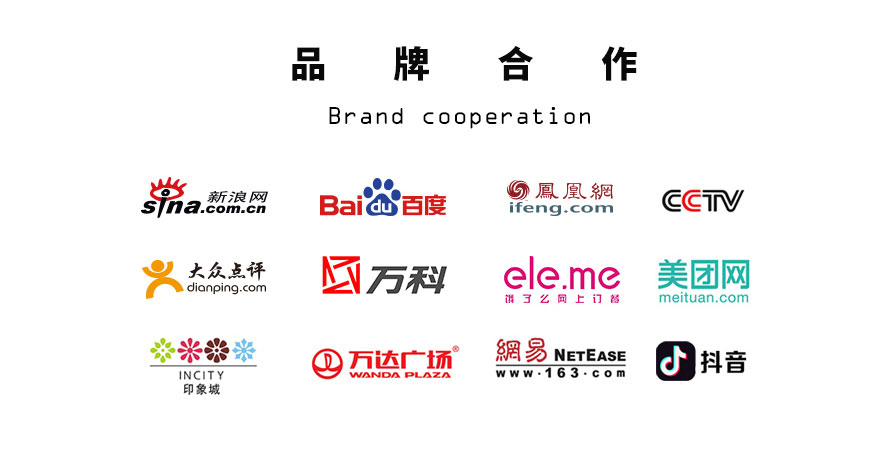 品牌合作
Brand cooperation
sina 新浪网
.com.cn
Bai du 百度
鳳凰網
ifeng.com
CCTV
大众点评
dianping.com
万科
ele.me
饿了么网上订餐
美团网
meituan.com
INCITY
印象城
万达广场®
WANDA PLAZA
網易 NETEASE
www.163.com
抖音